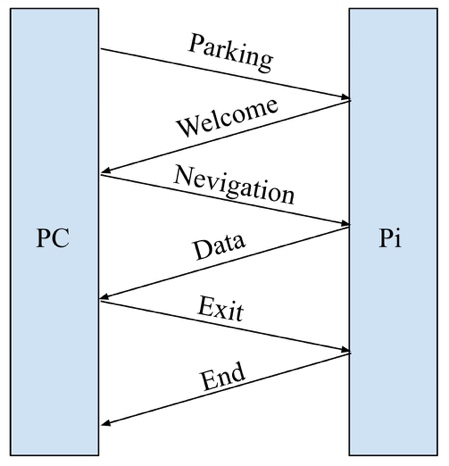 Parking
Welcome
Nevigation
PC
Data
Pi
Exit
End